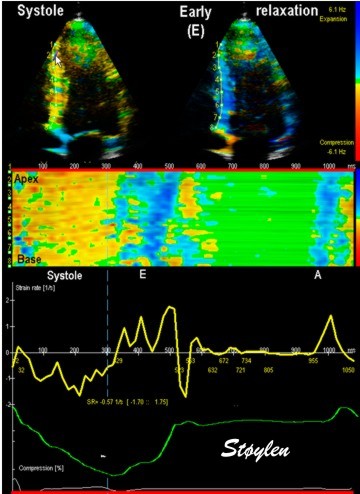 Systole Early (E) relaxation
6.1 Hz
Expansion
Compression
-6.1 Hz
0 100 200 300 400 500 600 700 800 900 1000 ms
Apex
Base
Systole E A
Strain rate [1/s]
2
1
0 100 200 300 400 500 600 700 800 900 1000 ms
32 329 523 593 632 672 725 734 805 955 1050
-1
SR= -0.57 1/s [ -1.70 :: 1.75]
-2
Støylen
Compression [%]